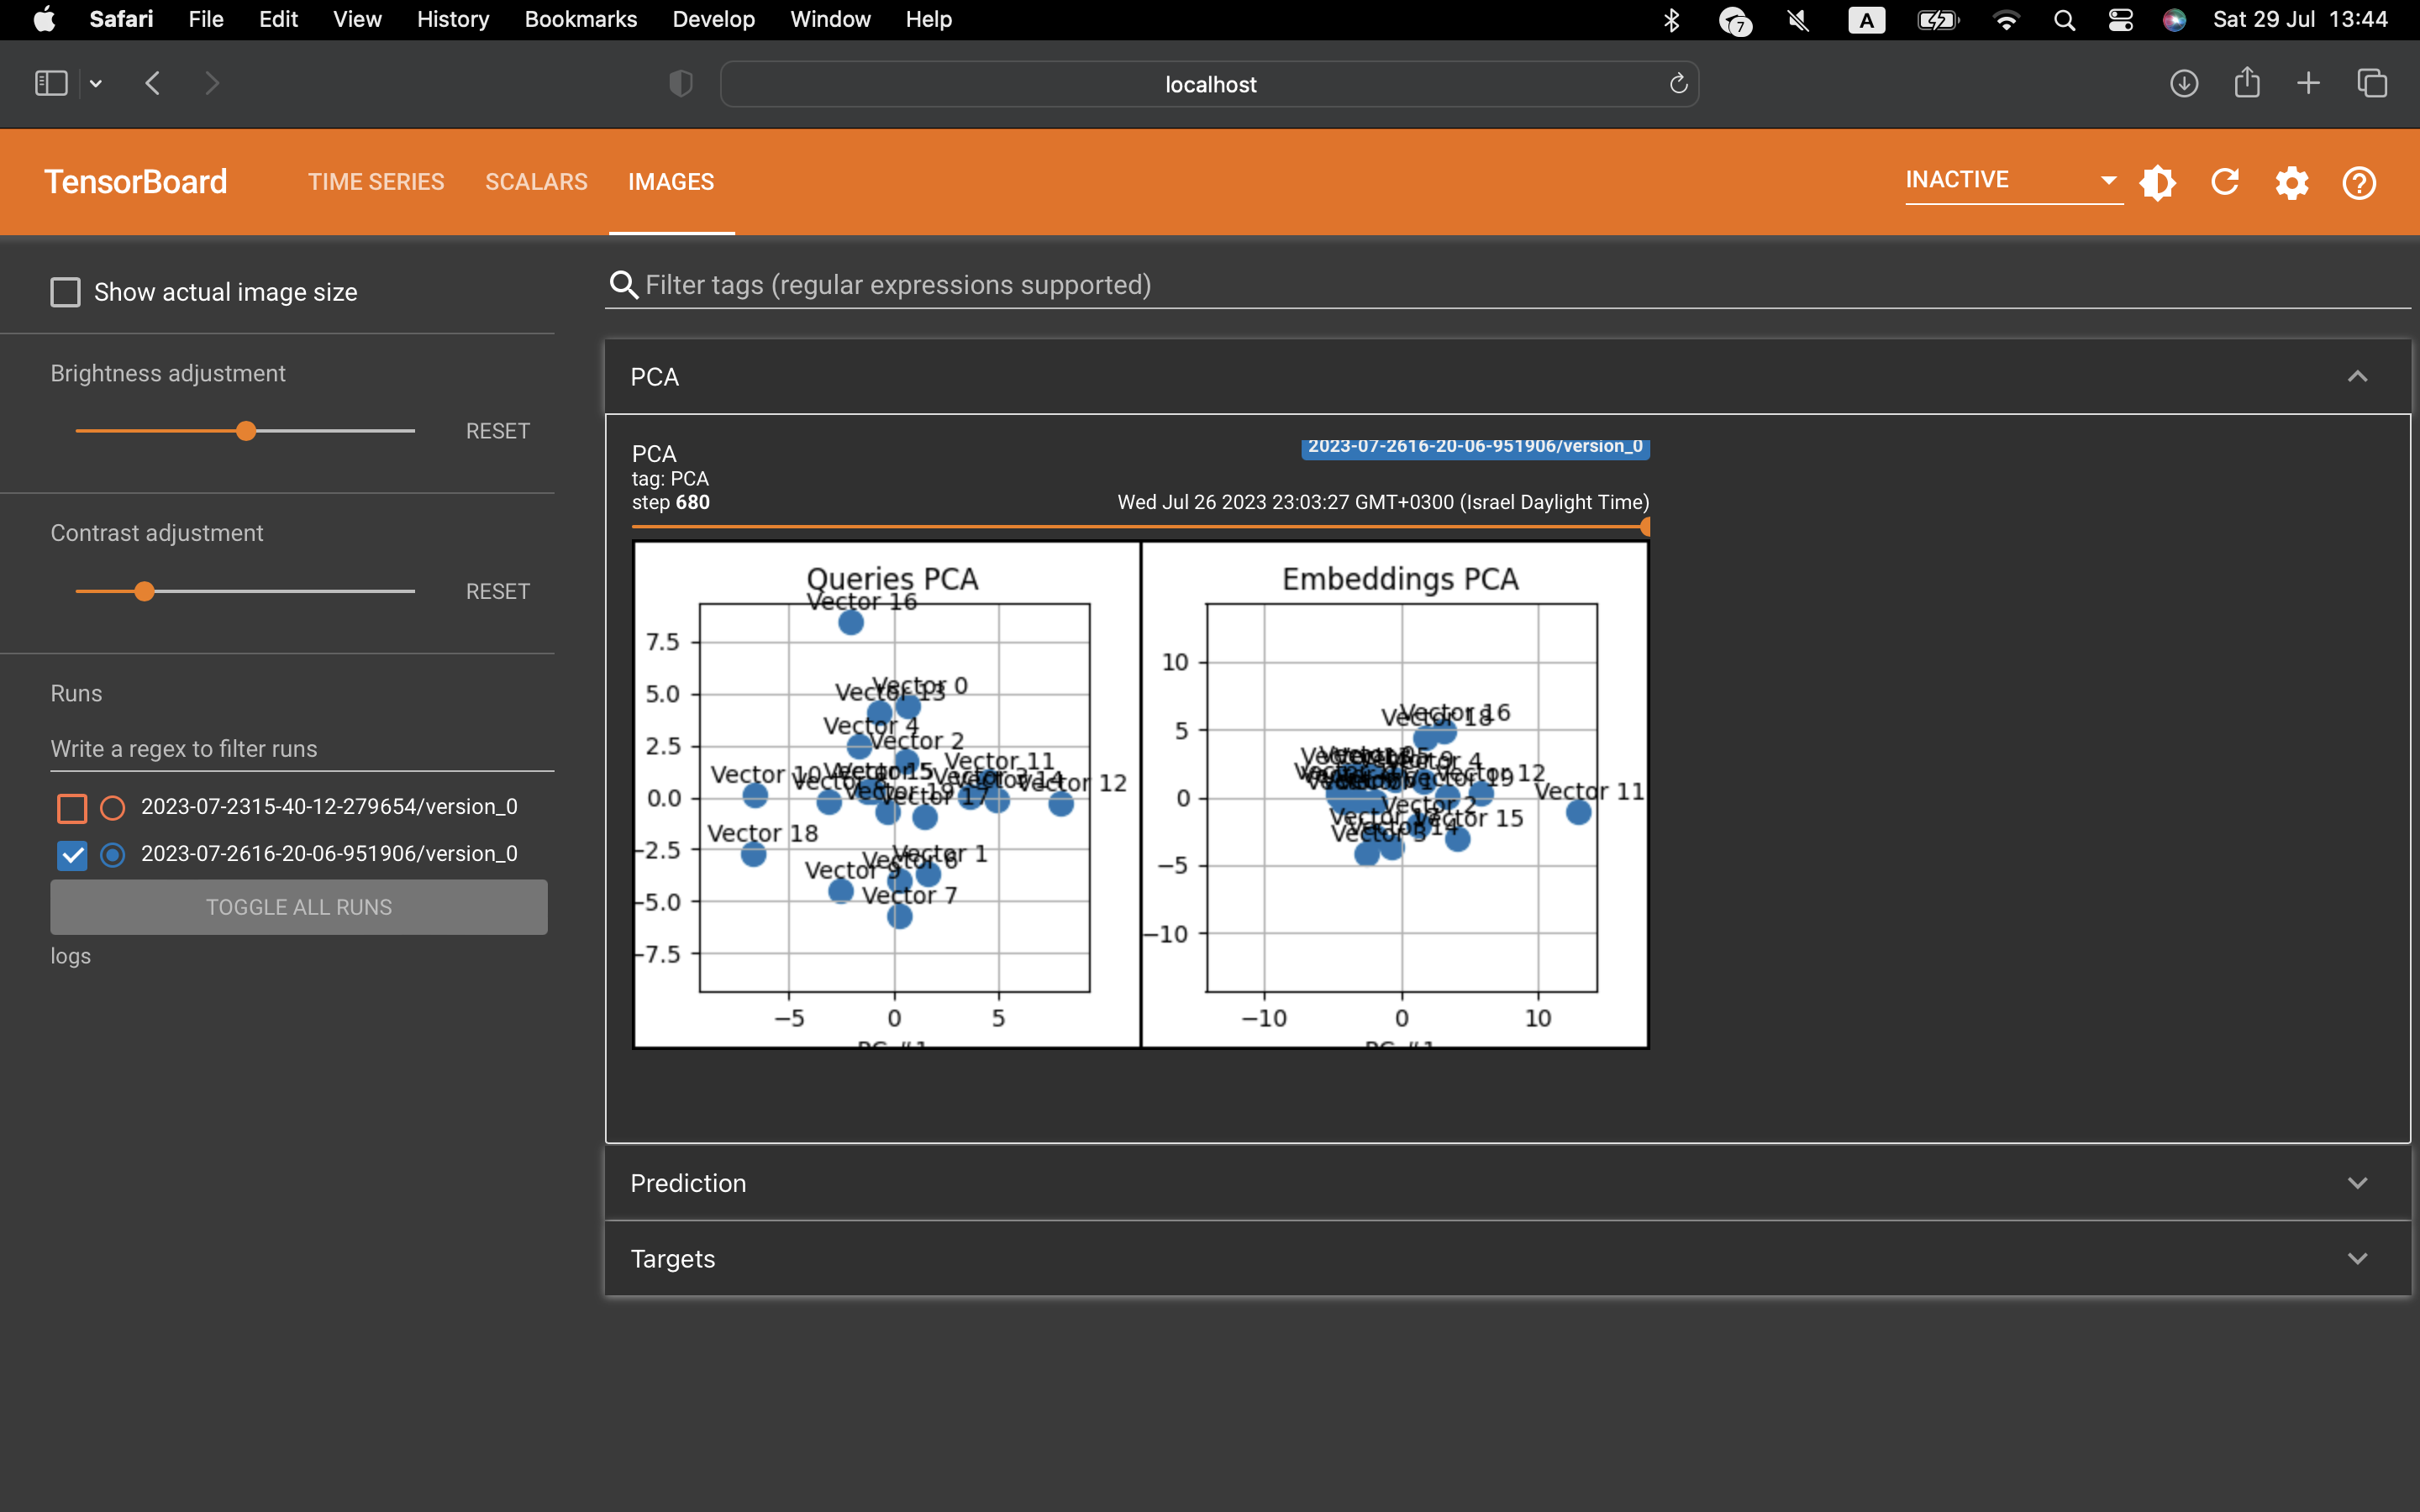 Safari File Edit View History Bookmarks Develop Window Help 7 A Sat 29 Jul 13:44
localhost
TensorBoard TIME SERIES SCALARS IMAGES INACTIVE
Show actual image size
Filter tags (regular expressions supported)
Brightness adjustment
RESET
Contrast adjustment
RESET
Runs
Write a regex to filter runs
2023-07-2315-40-12-279654/version_0
2023-07-2616-20-06-951906/version_0
TOGGLE ALL RUNS
logs
PCA
PCA
2023-07-2616-20-06-951906/version_0
tag: PCA
step 680
Wed Jul 26 2023 23:03:27 GMT+0300 (Israel Daylight Time)
Queries PCA
Vector 16
7.5
Vector 0
5.0
Vector 13
Vector 4
2.5
Vector 2
Vector 11
Vector 10
Vector 15
Vector 14
Vector 12
0.0
Vector 19
Vector 17
Vector 18
-2.5
Vector 1
Vector 6
Vector 9
Vector 7
-5.0
-7.5
-5 0 5
PC #1
Embeddings PCA
10
Vector 16
Vector 18
5
Vector 4
Vector 12
Vector 19
Vector 11
0
Vector 2
Vector 15
Vector 14
Vector 3
-5
-10
-10 0 10
PC #1
Prediction
Targets